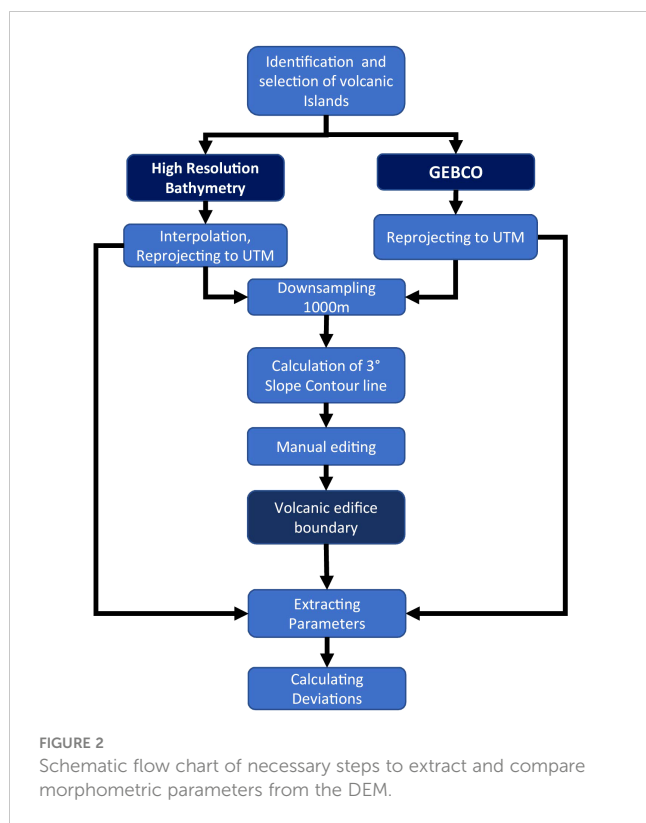 Identification and
selection of volcanic
Islands
High Resolution
Bathymetry
GEBCO
Interpolation,
Reprojecting to UTM
Reprojecting to UTM
Downsampling
1000m
Calculation of 3°
Slope Contour line
Manual editing
Volcanic edifice
boundary
Extracting
Parameters
Calculating
Deviations
FIGURE 2
Schematic flow chart of necessary steps to extract and compare
morphometric parameters from the DEM.